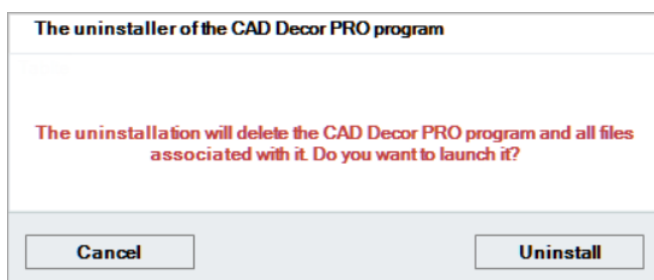 The uninstaller of the CAD Decor PRO program
The uninstallation will delete the CAD Decor PRO program and all files
associated with it. Do you want to launch it?
Cancel
Uninstall